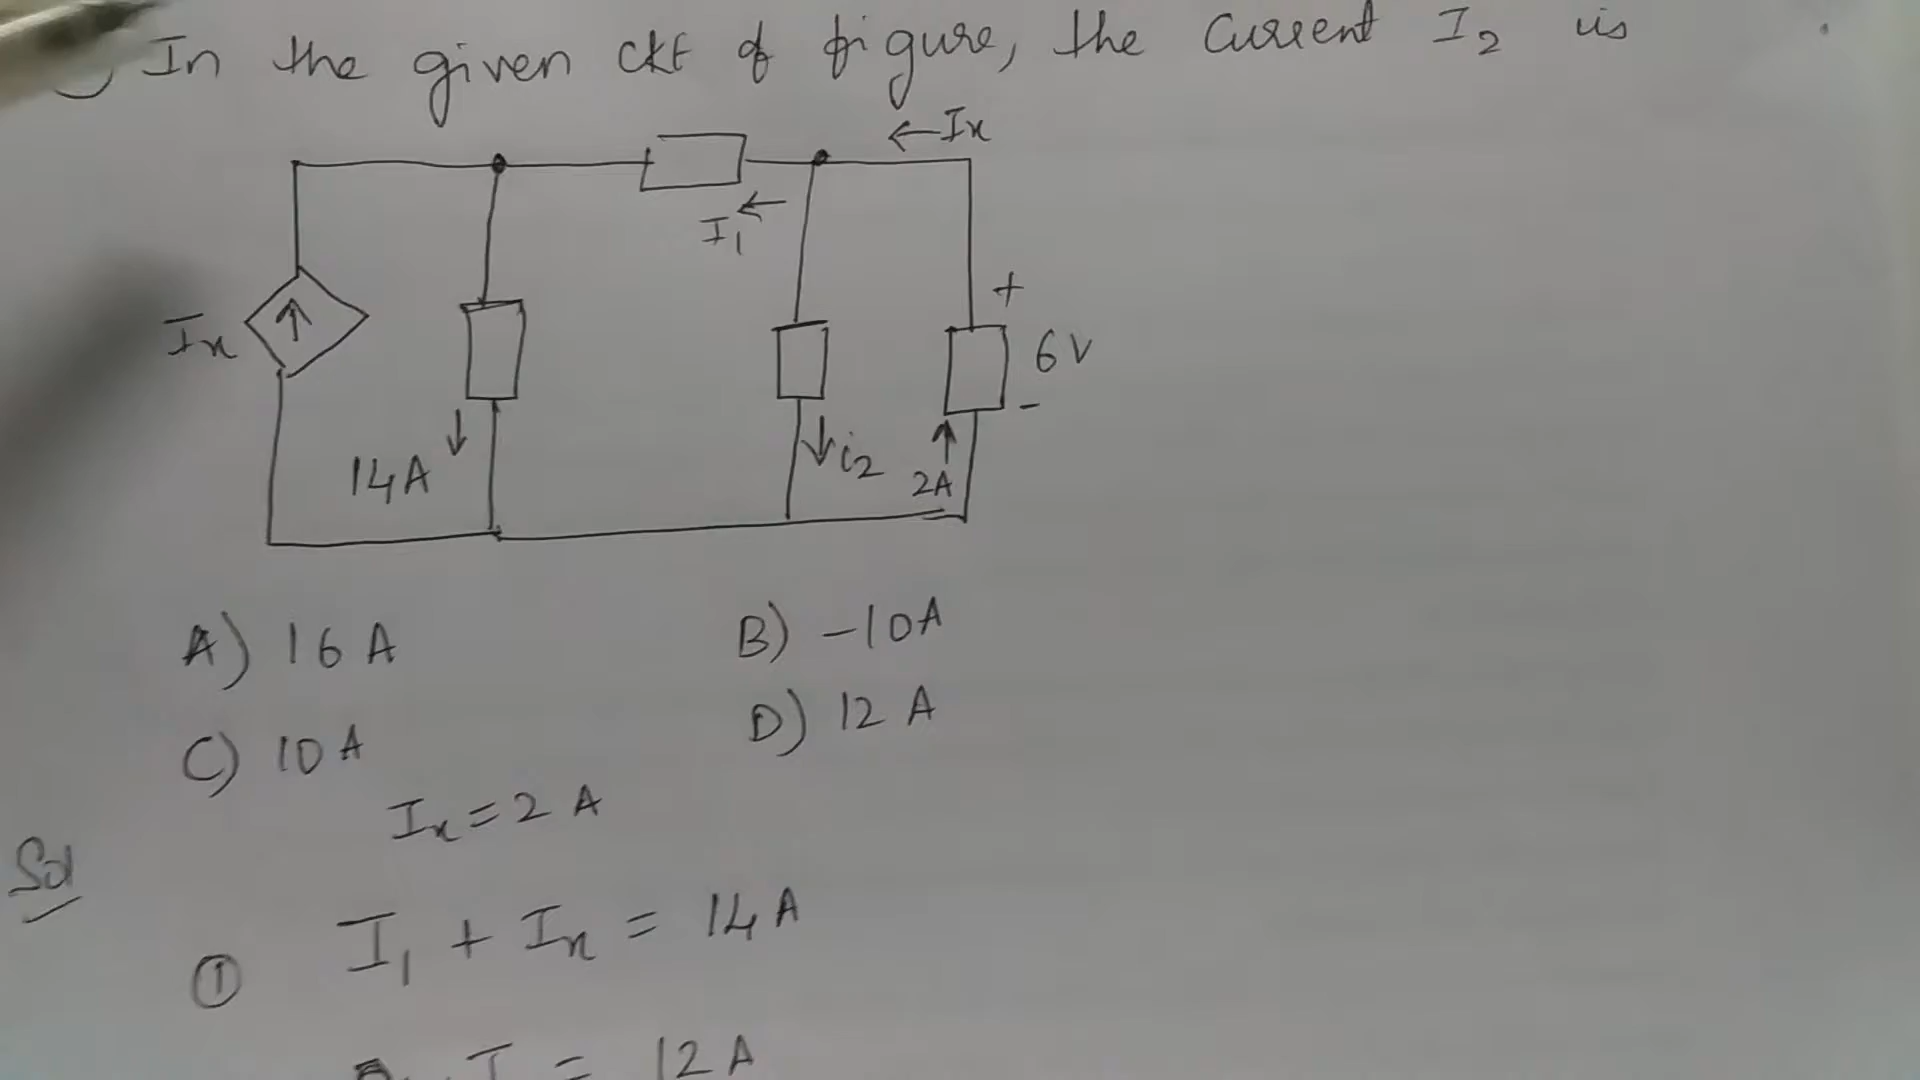 In the given ckt of figure, the current I2 is
←Ix
I1 ←
Ix
+
6V
-
14A
i2
2A
A) 16 A
B) -10A
C) 10 A
D) 12 A
Ix = 2 A
Sol
① I1 + Ix = 14 A
I = 12 A